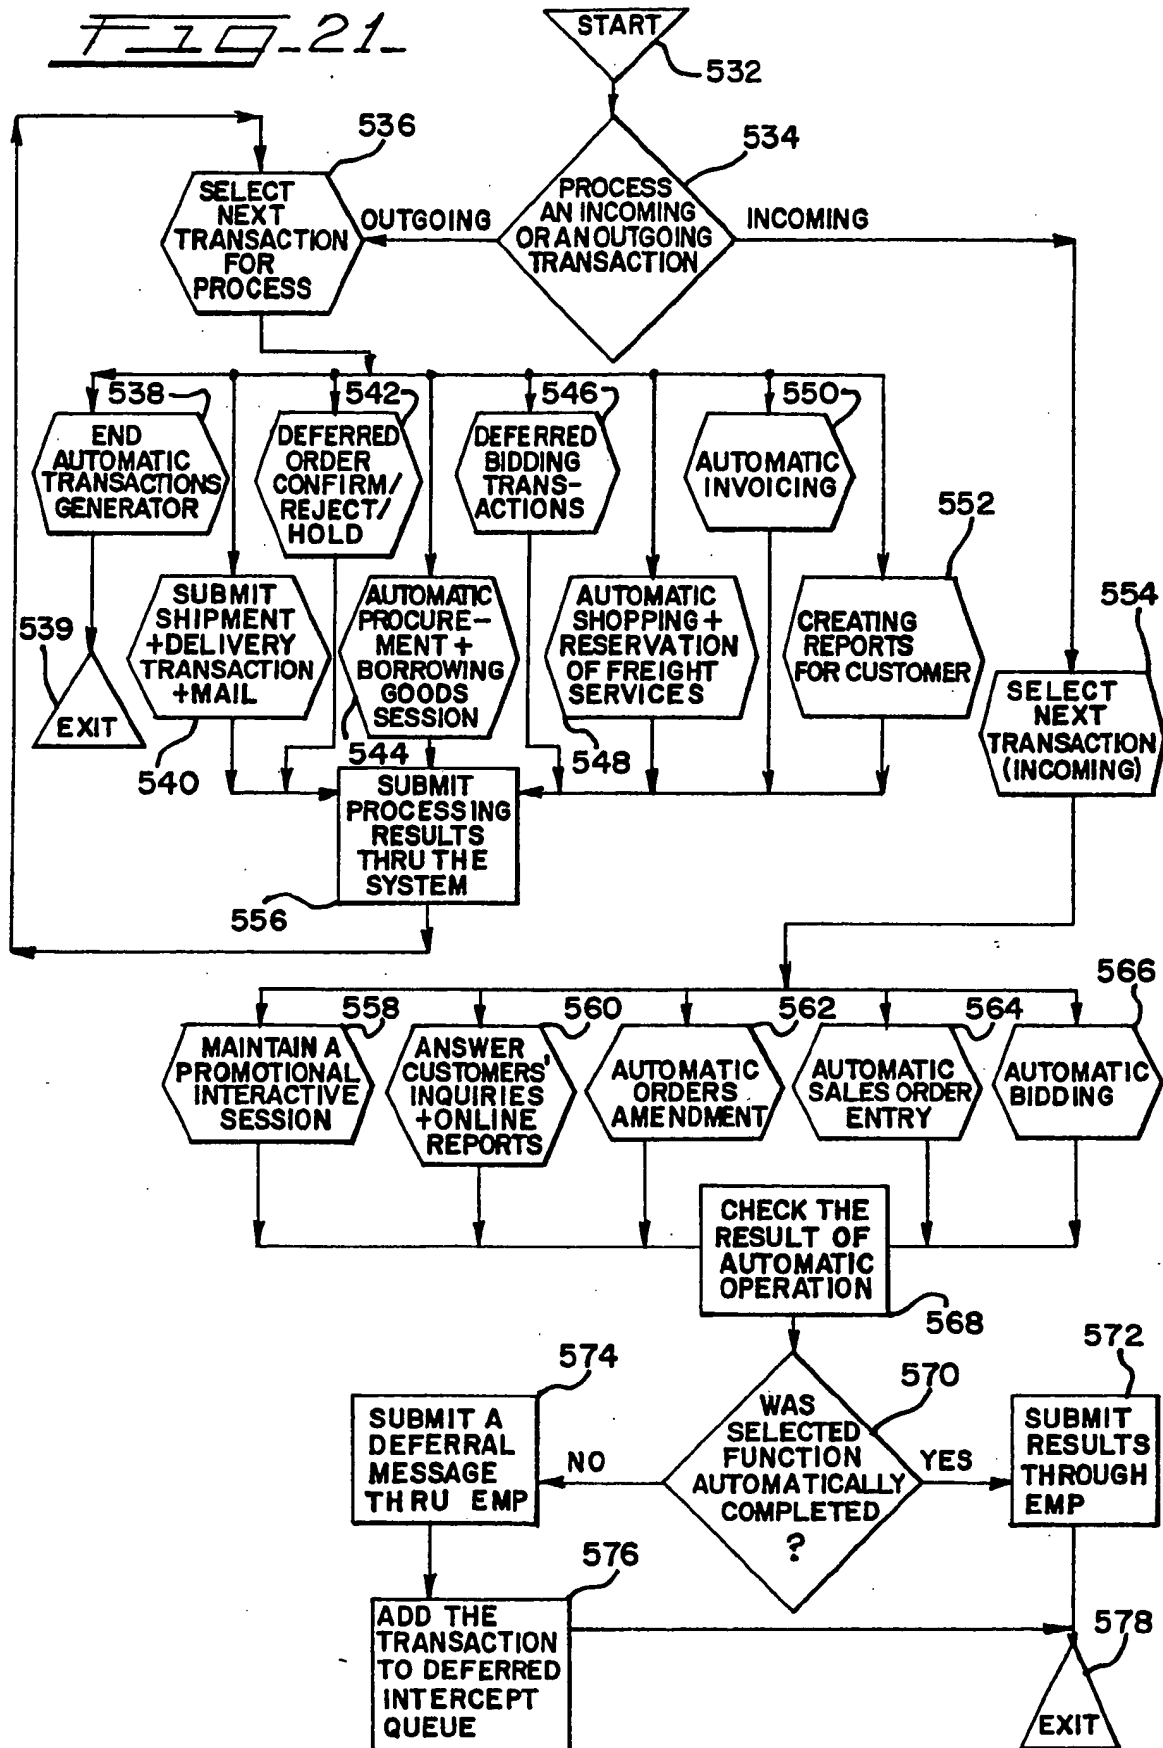 FIG-21-
START
532
534
536
PROCESS
AN INCOMING
OR AN OUTGOING
TRANSACTION
OUTGOING
INCOMING
SELECT
NEXT
TRANSACTION
FOR
PROCESS
538
END
AUTOMATIC
TRANSACTIONS
GENERATOR
542
DEFERRED
ORDER
CONFIRM/
REJECT/
HOLD
546
DEFERRED
BIDDING
TRANS-
ACTIONS
550
AUTOMATIC
INVOICING
552
539
EXIT
SUBMIT
SHIPMENT
+DELIVERY
TRANSACTION
+MAIL
540
AUTOMATIC
PROCURE-
MENT+
BORROWING
GOODS
SESSION
544
AUTOMATIC
SHOPPING+
RESERVATION
OF FREIGHT
SERVICES
548
CREATING
REPORTS
FOR CUSTOMER
554
SELECT
NEXT
TRANSACTION
(INCOMING)
SUBMIT
PROCESSING
RESULTS
THRU THE
SYSTEM
556
558
MAINTAIN A
PROMOTIONAL
INTERACTIVE
SESSION
560
ANSWER
CUSTOMERS'
INQUIRIES
+ONLINE
REPORTS
562
AUTOMATIC
ORDERS
AMENDMENT
564
AUTOMATIC
SALES ORDER
ENTRY
566
AUTOMATIC
BIDDING
CHECK THE
RESULT OF
AUTOMATIC
OPERATION
568
570
WAS
SELECTED
FUNCTION
AUTOMATICALLY
COMPLETED
?
NO
YES
574
SUBMIT A
DEFERRAL
MESSAGE
THRU EMP
572
SUBMIT
RESULTS
THROUGH
EMP
576
ADD THE
TRANSACTION
TO DEFERRED
INTERCEPT
QUEUE
578
EXIT